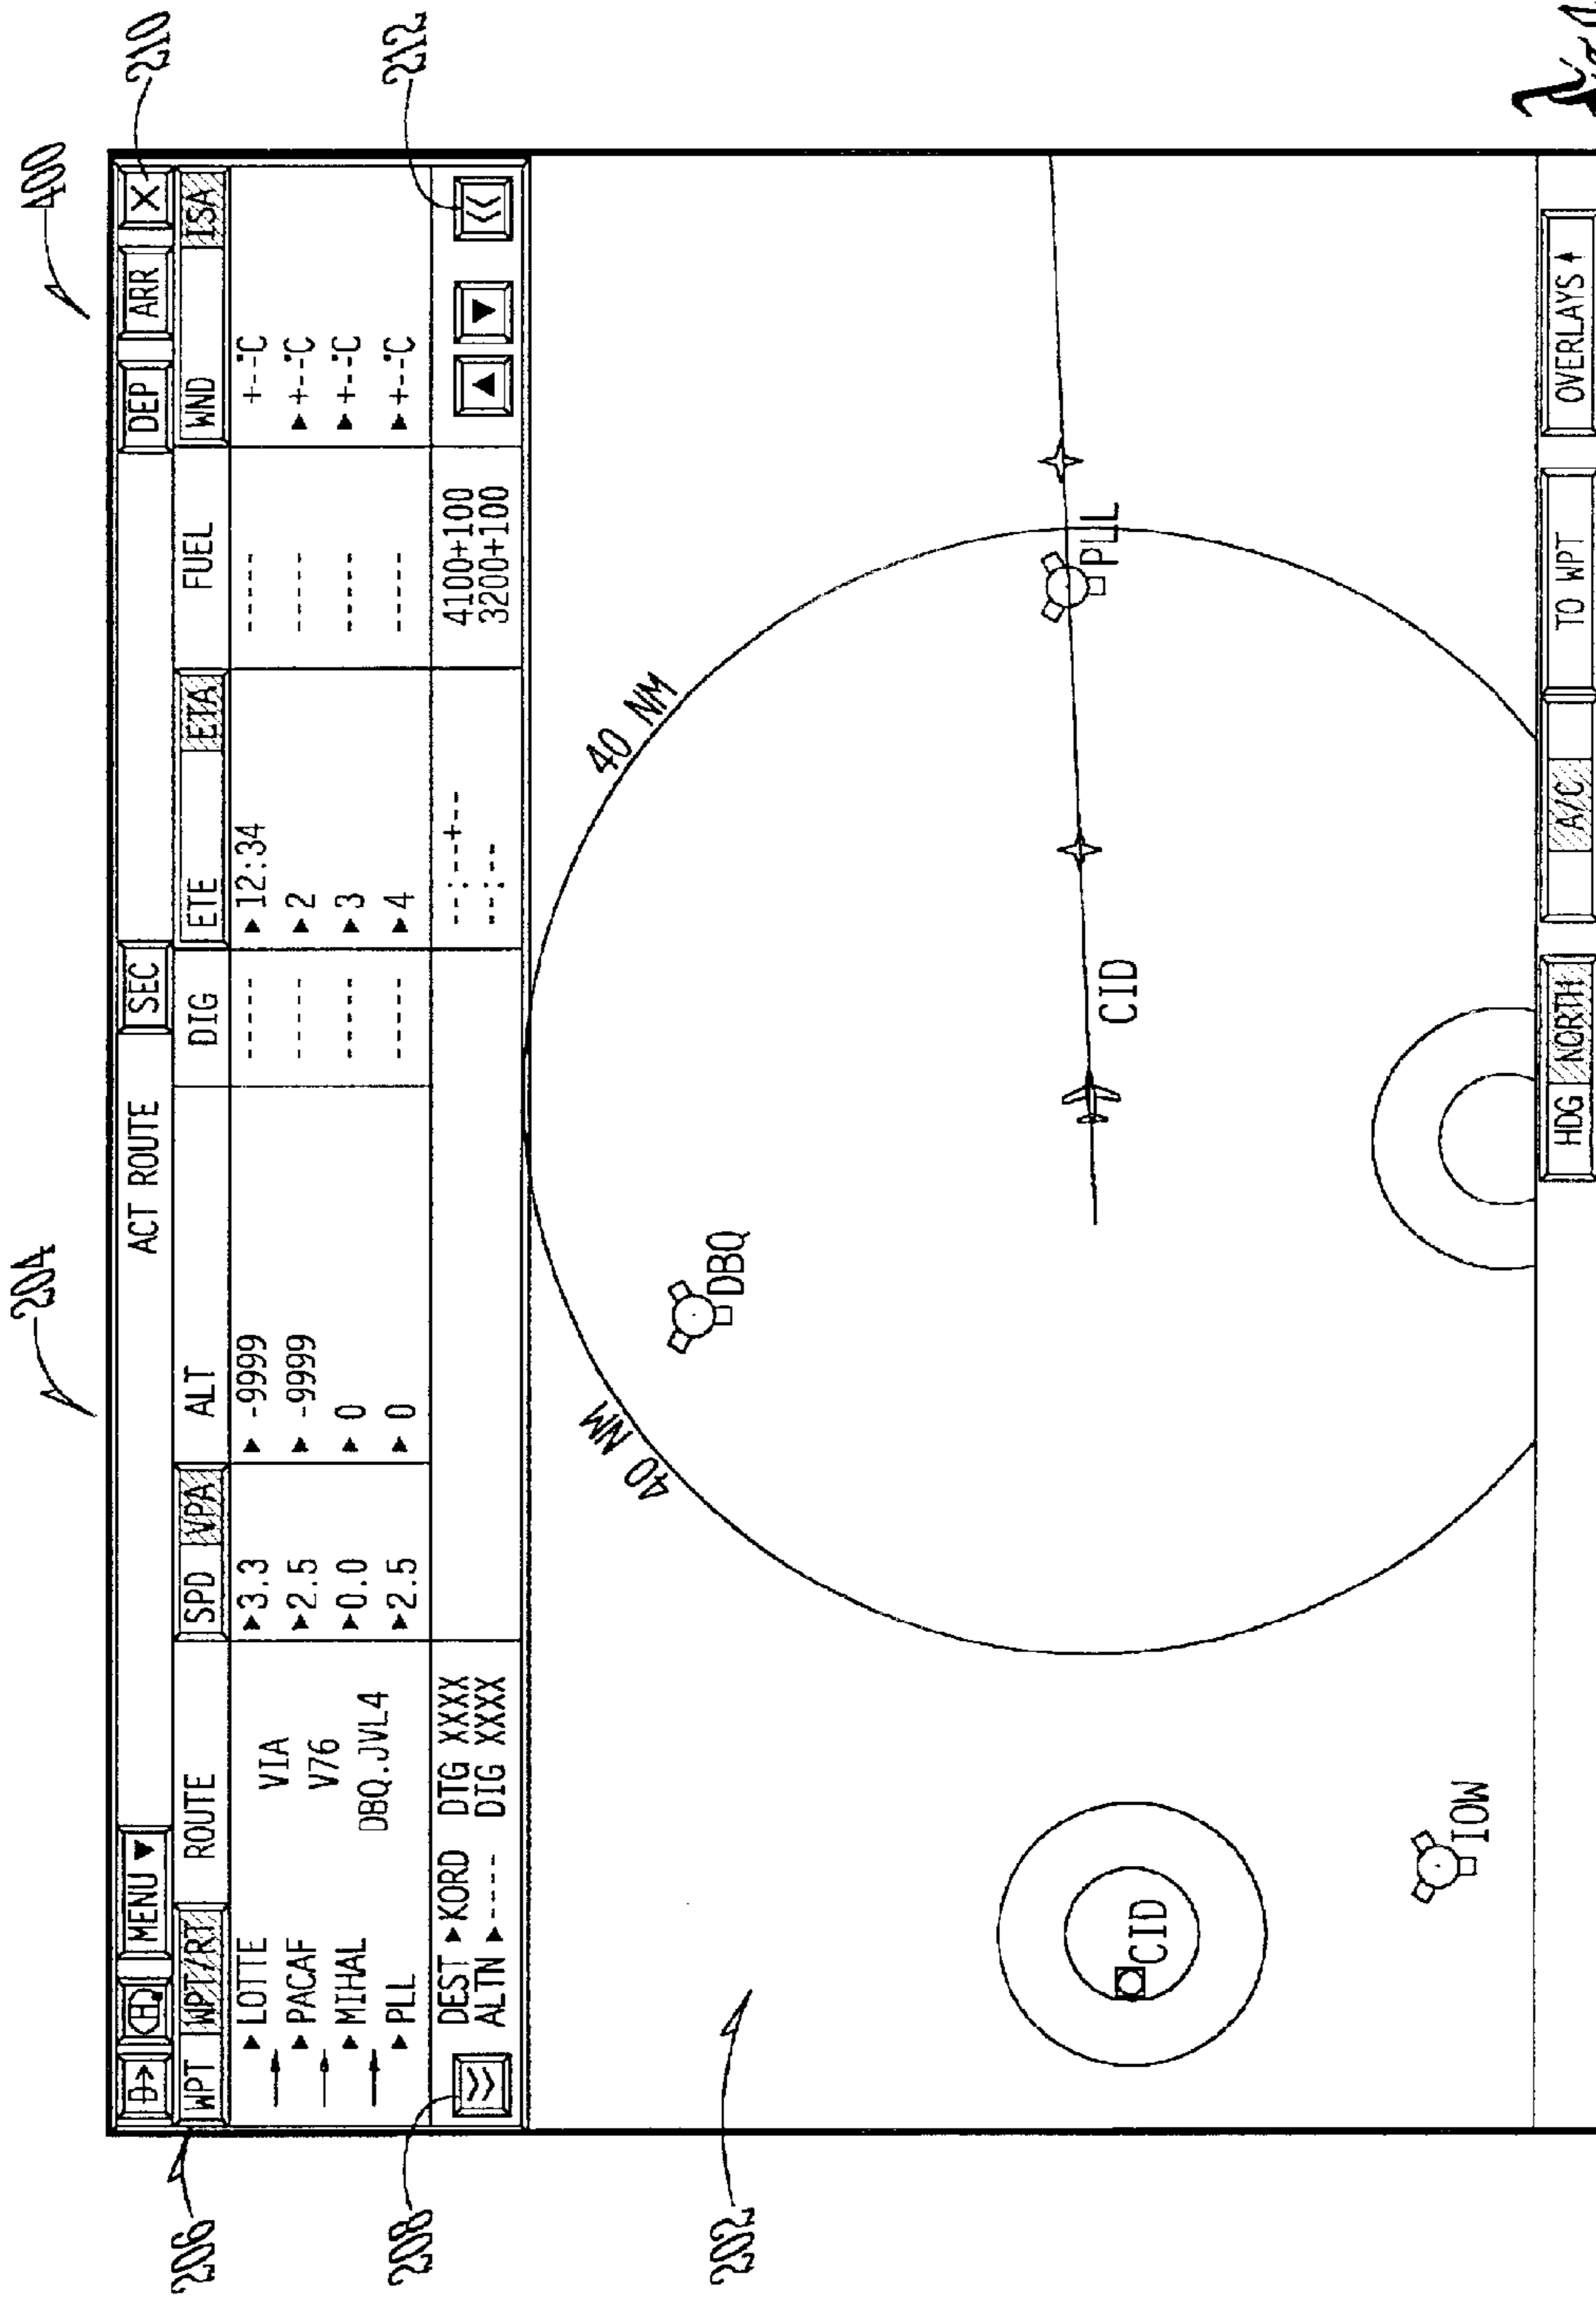 400
204
210
212
206
208
202
D→ MENU ▼ ACT ROUTE SEC DEP ARR X
WPT WPT/RT ROUTE SPD VPA ALT DIG ETE ETA FUEL WND ISA
►LOTTE ►3.3 ► -9999 ----- ►12:34 ----- +--°C
VIA
►PACAF ►2.5 ► -9999 ----- ►2 ----- ►+--°C
V76
►MIHAL ►0.0 ► 0 ----- ►3 ----- ►+--°C
DBQ.JVL4
►PLL ►2.5 ► 0 ----- ►4 ----- ►+--°C
DEST ►KORD DTG XXXX --:--+-- 4100+100
ALTN ►---- DIG XXXX --:-- 3200+100
40 NM
40 NM
DBQ
CID
PLL
CID
IOW
HDG NORTH A/C TO WPT OVERLAYS ↑